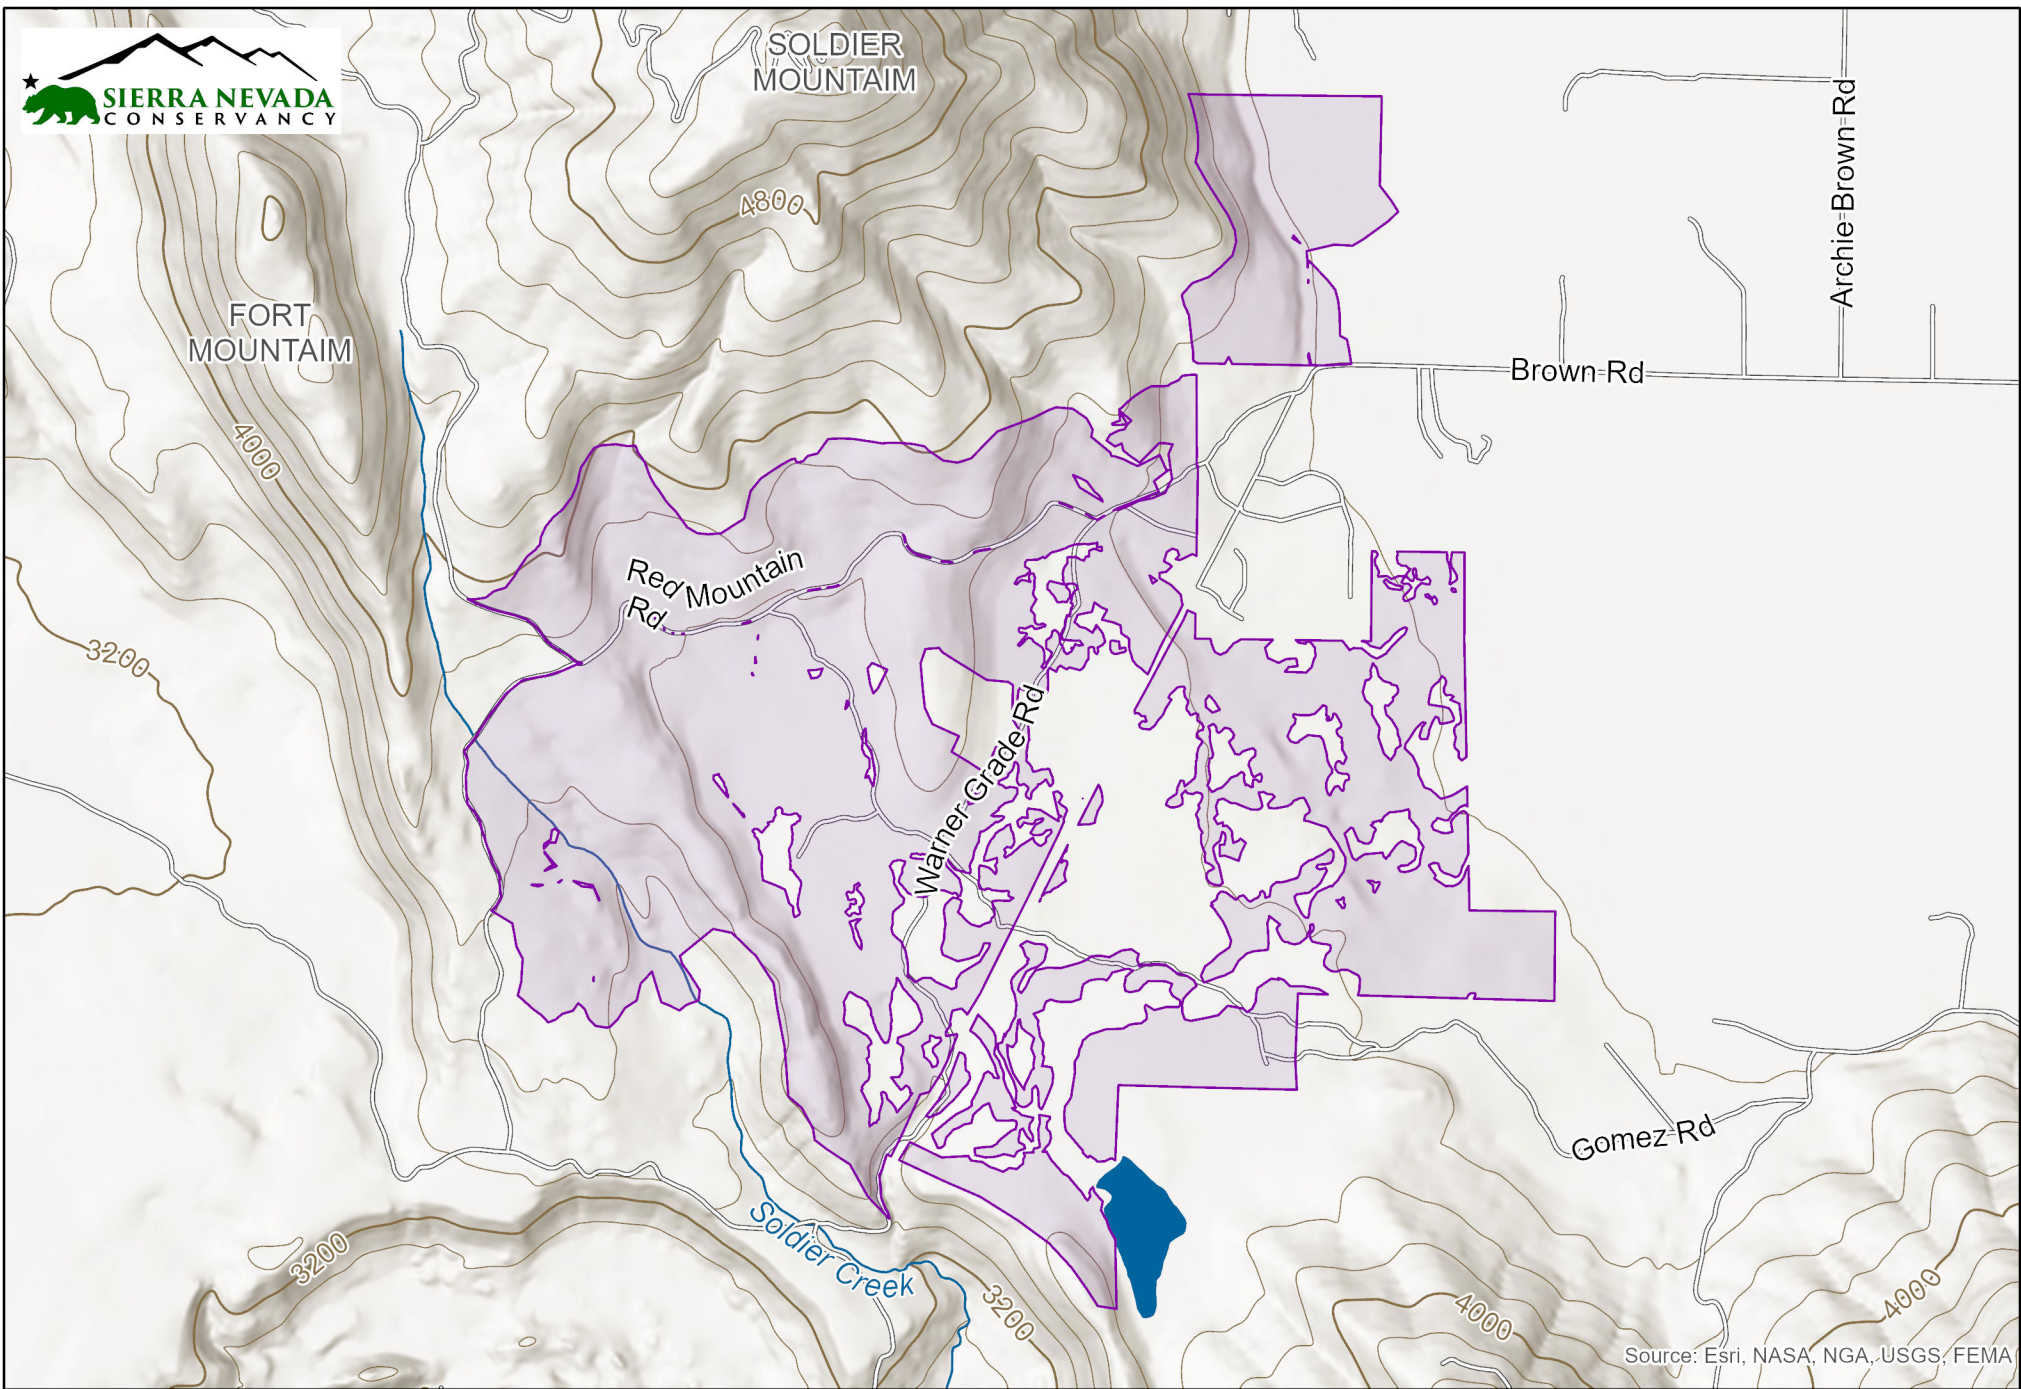 SIERRA NEVADA
CONSERVANCY
SOLDIER
MOUNTAIM
4800
Archie Brown Rd
FORT
MOUNTAIM
Brown Rd
4000
Red Mountain
Rd
3200
Warner Grade Rd
Gomez Rd
Soldier Creek
3200
3200
4000
4000
Source: Esri, NASA, NGA, USGS, FEMA